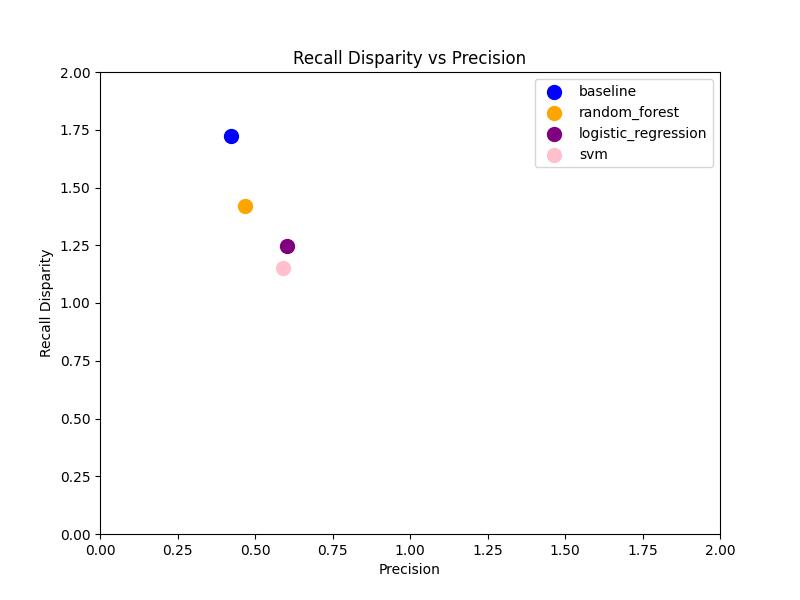 Recall Disparity vs Precision
2.00
1.75
1.50
1.25
1.00
0.75
0.50
0.25
0.00
Recall Disparity
baseline
random_forest
logistic_regression
svm
0.00 0.25 0.50 0.75 1.00 1.25 1.50 1.75 2.00
Precision